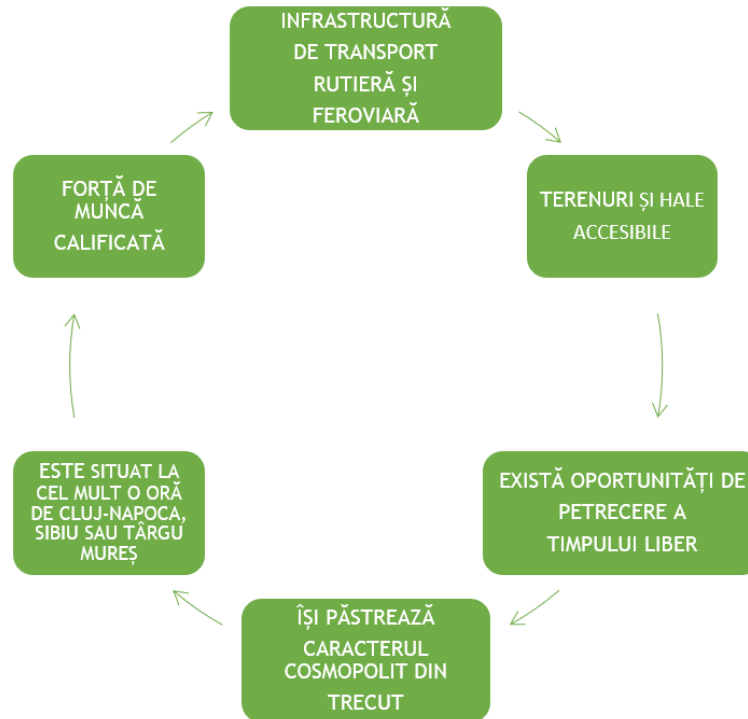 INFRASTRUCTURĂ
DE TRANSPORT
RUTIERĂ ȘI
FEROVIARĂ
TERENURI ȘI HALE
ACCESIBILE
EXISTĂ OPORTUNITĂȚI DE
PETRECERE A
TIMPULUI LIBER
ÎȘI PĂSTREAZĂ
CARACTERUL
COSMOPOLIT DIN
TRECUT
ESTE SITUAT LA
CEL MULT O ORĂ
DE CLUJ-NAPOCA,
SIBIU SAU TÂRGU
MUREȘ
FORȚĂ DE
MUNCĂ
CALIFICATĂ